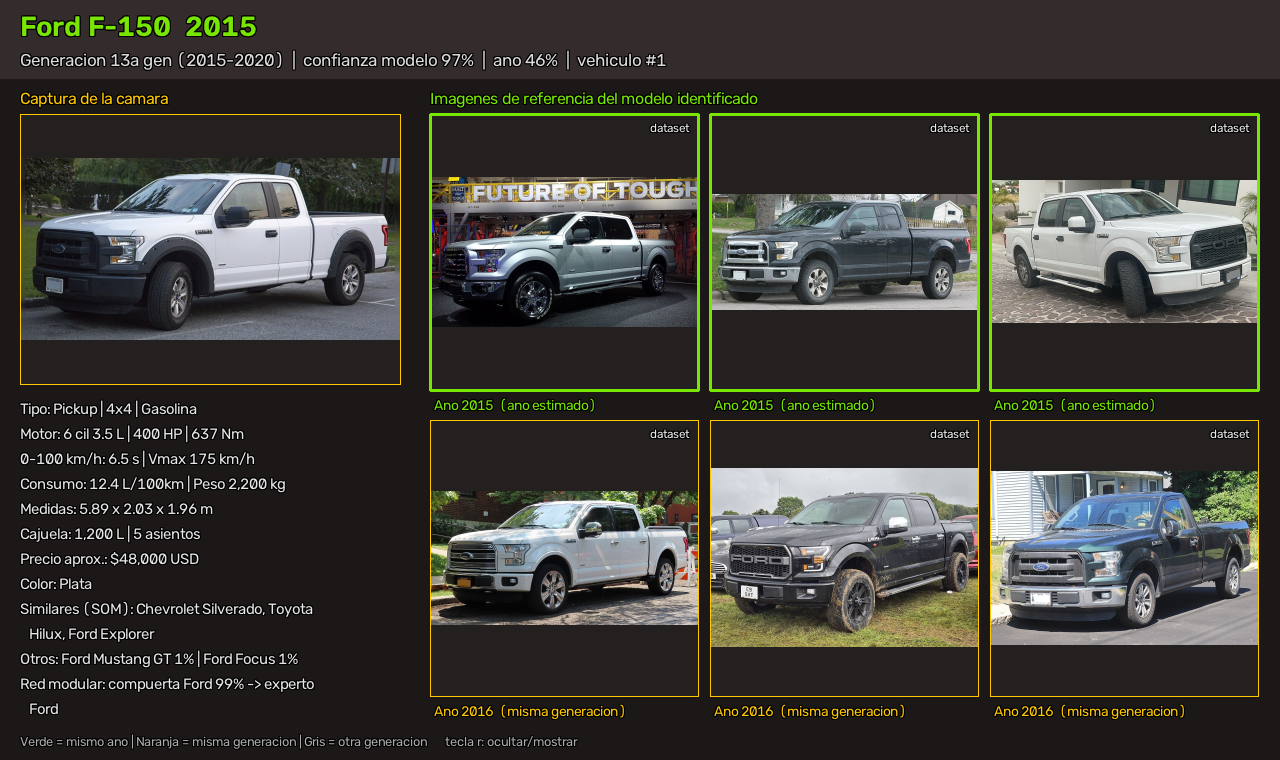 Ford F-150 2015
Generacion 13a gen (2015-2020) | confianza modelo 97% | ano 46% | vehiculo #1
Captura de la camara
Imagenes de referencia del modelo identificado
dataset
dataset
dataset
FUTURE OF TOUGH
FORD
Ano 2015 (ano estimado)
Ano 2015 (ano estimado)
Ano 2015 (ano estimado)
Tipo: Pickup | 4x4 | Gasolina
Motor: 6 cil 3.5 L | 400 HP | 637 Nm
0-100 km/h: 6.5 s | Vmax 175 km/h
Consumo: 12.4 L/100km | Peso 2,200 kg
Medidas: 5.89 x 2.03 x 1.96 m
Cajuela: 1,200 L | 5 asientos
Precio aprox.: $48,000 USD
Color: Plata
Similares (SOM): Chevrolet Silverado, Toyota
Hilux, Ford Explorer
Otros: Ford Mustang GT 1% | Ford Focus 1%
Red modular: compuerta Ford 99% -> experto
Ford
dataset
dataset
dataset
FORD
Ford
Ano 2016 (misma generacion)
Ano 2016 (misma generacion)
Ano 2016 (misma generacion)
Verde = mismo ano | Naranja = misma generacion | Gris = otra generacion tecla r: ocultar/mostrar